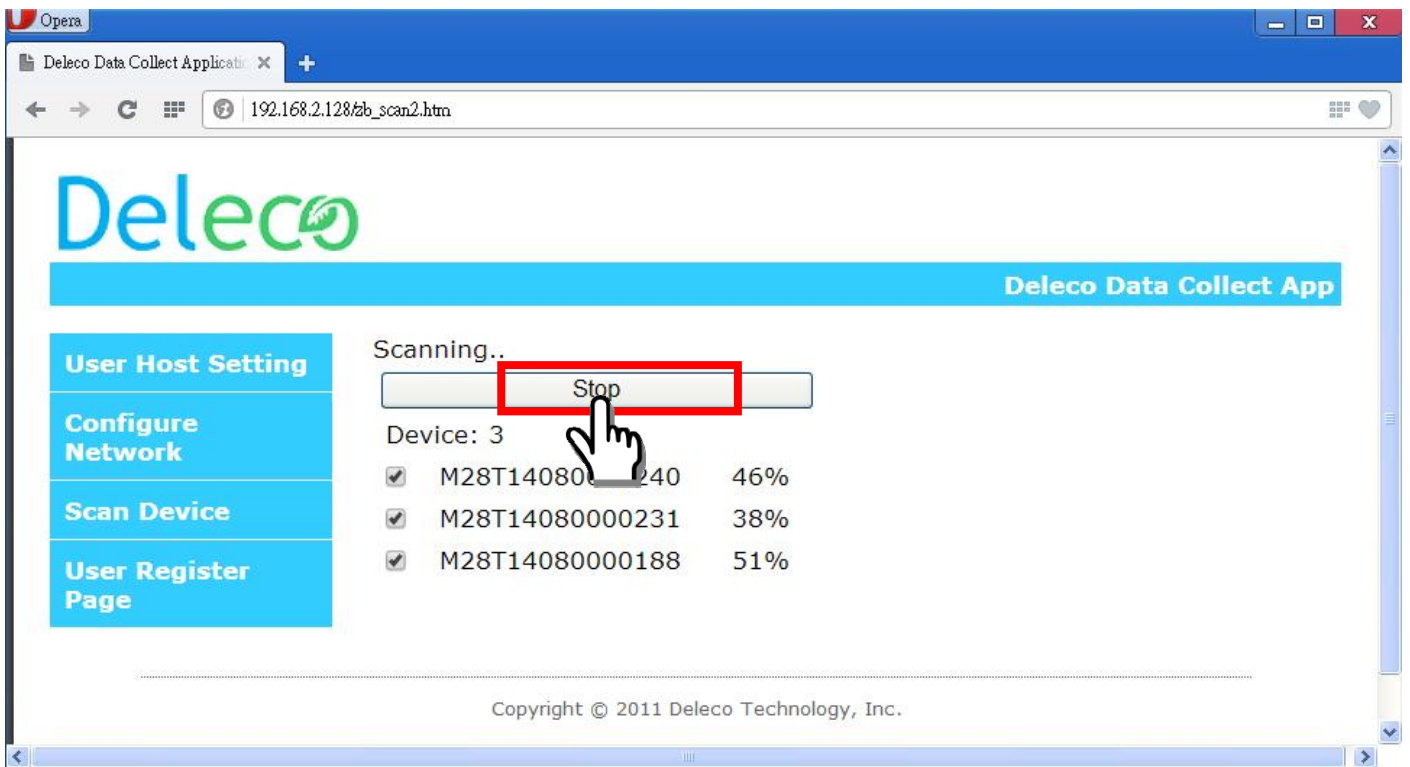 Opera
Deleco Data Collect Applicati
192.168.2.128/zb_scan2.htm
Deleco
Deleco Data Collect App
User Host Setting
Configure
Network
Scan Device
User Register
Page
Scanning..
Stop
Device: 3
46%
M28T14080000231 38%
M28T14080000188 51%
Copyright © 2011 Deleco Technology, Inc.